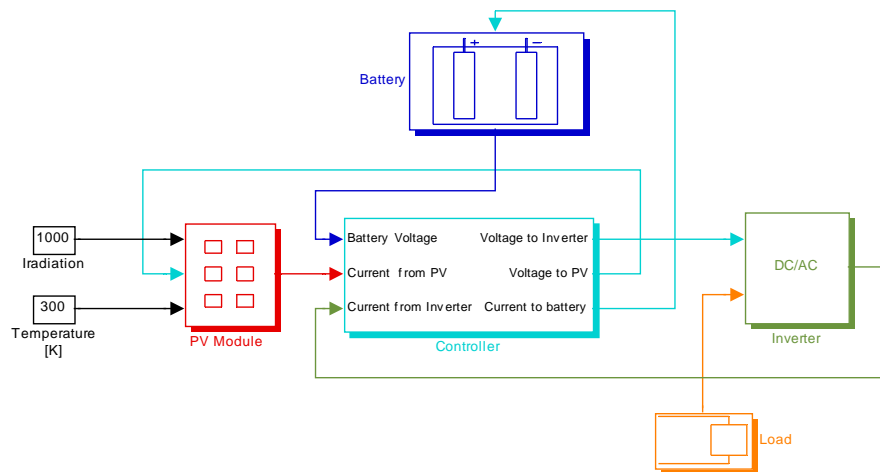 + −
Battery
1000
Irradiation
300
Temperature
[K]
PV Module
Battery Voltage
Current from PV
Current from Inverter
Voltage to Inverter
Voltage to PV
Current to battery
Controller
DC/AC
Inverter
Load